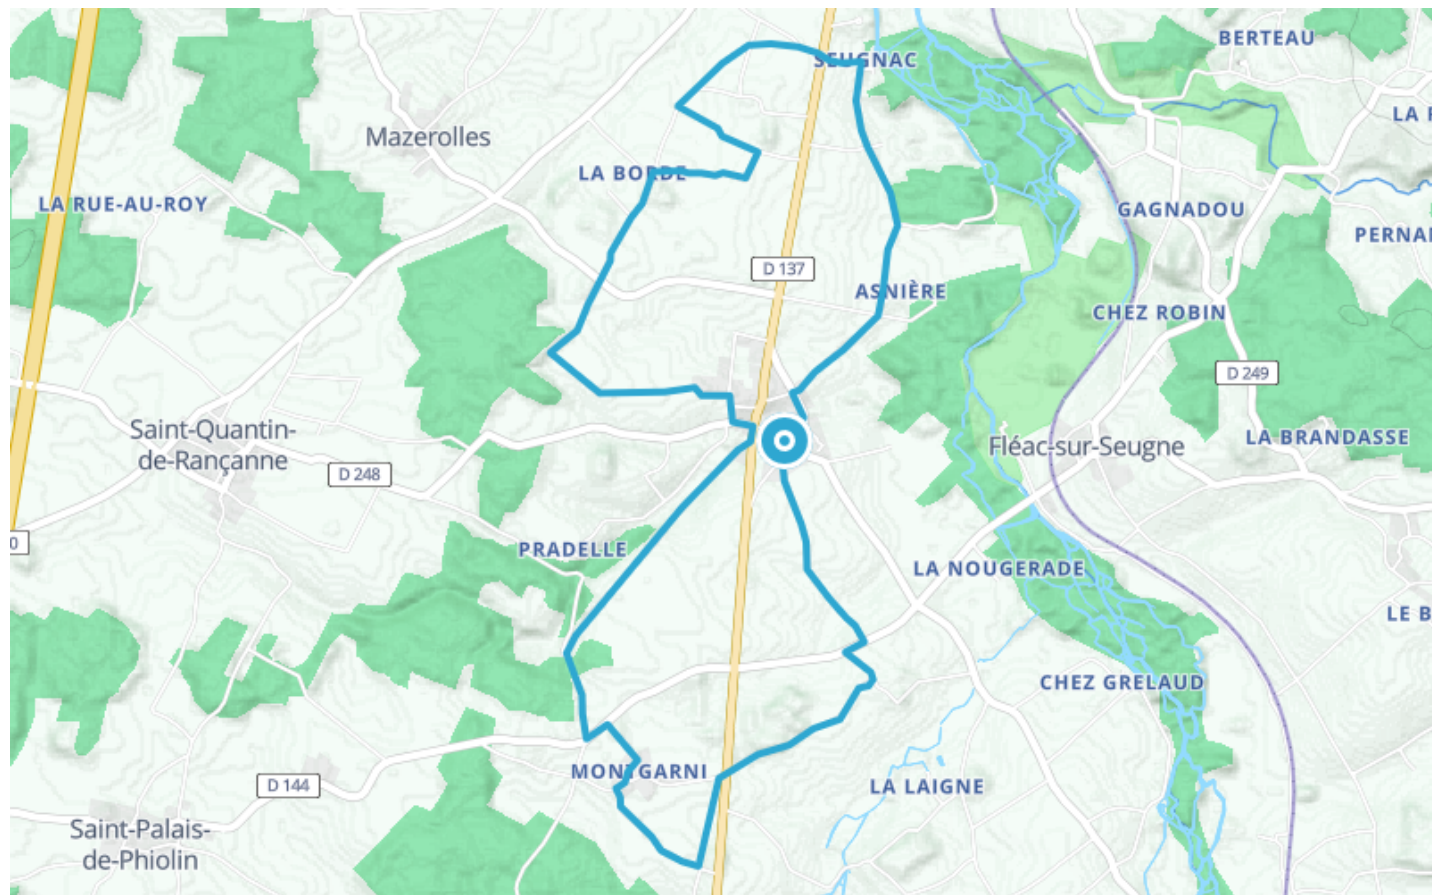 BERTEAU
SEUGNAC
LA
Mazerolles
LA BORDE
LA RUE-AU-ROY
GAGNADOU
PERNA
D 137
ASNIÈRE
CHEZ ROBIN
D 249
Saint-Quantin-
de-Rançanne
Fléac-sur-Seugne
LA BRANDASSE
D 248
0
PRADELLE
LA NOUGERADE
LE B
CHEZ GRELAUD
MONTGARNI
D 144
LA LAIGNE
Saint-Palais-
de-Phiolin